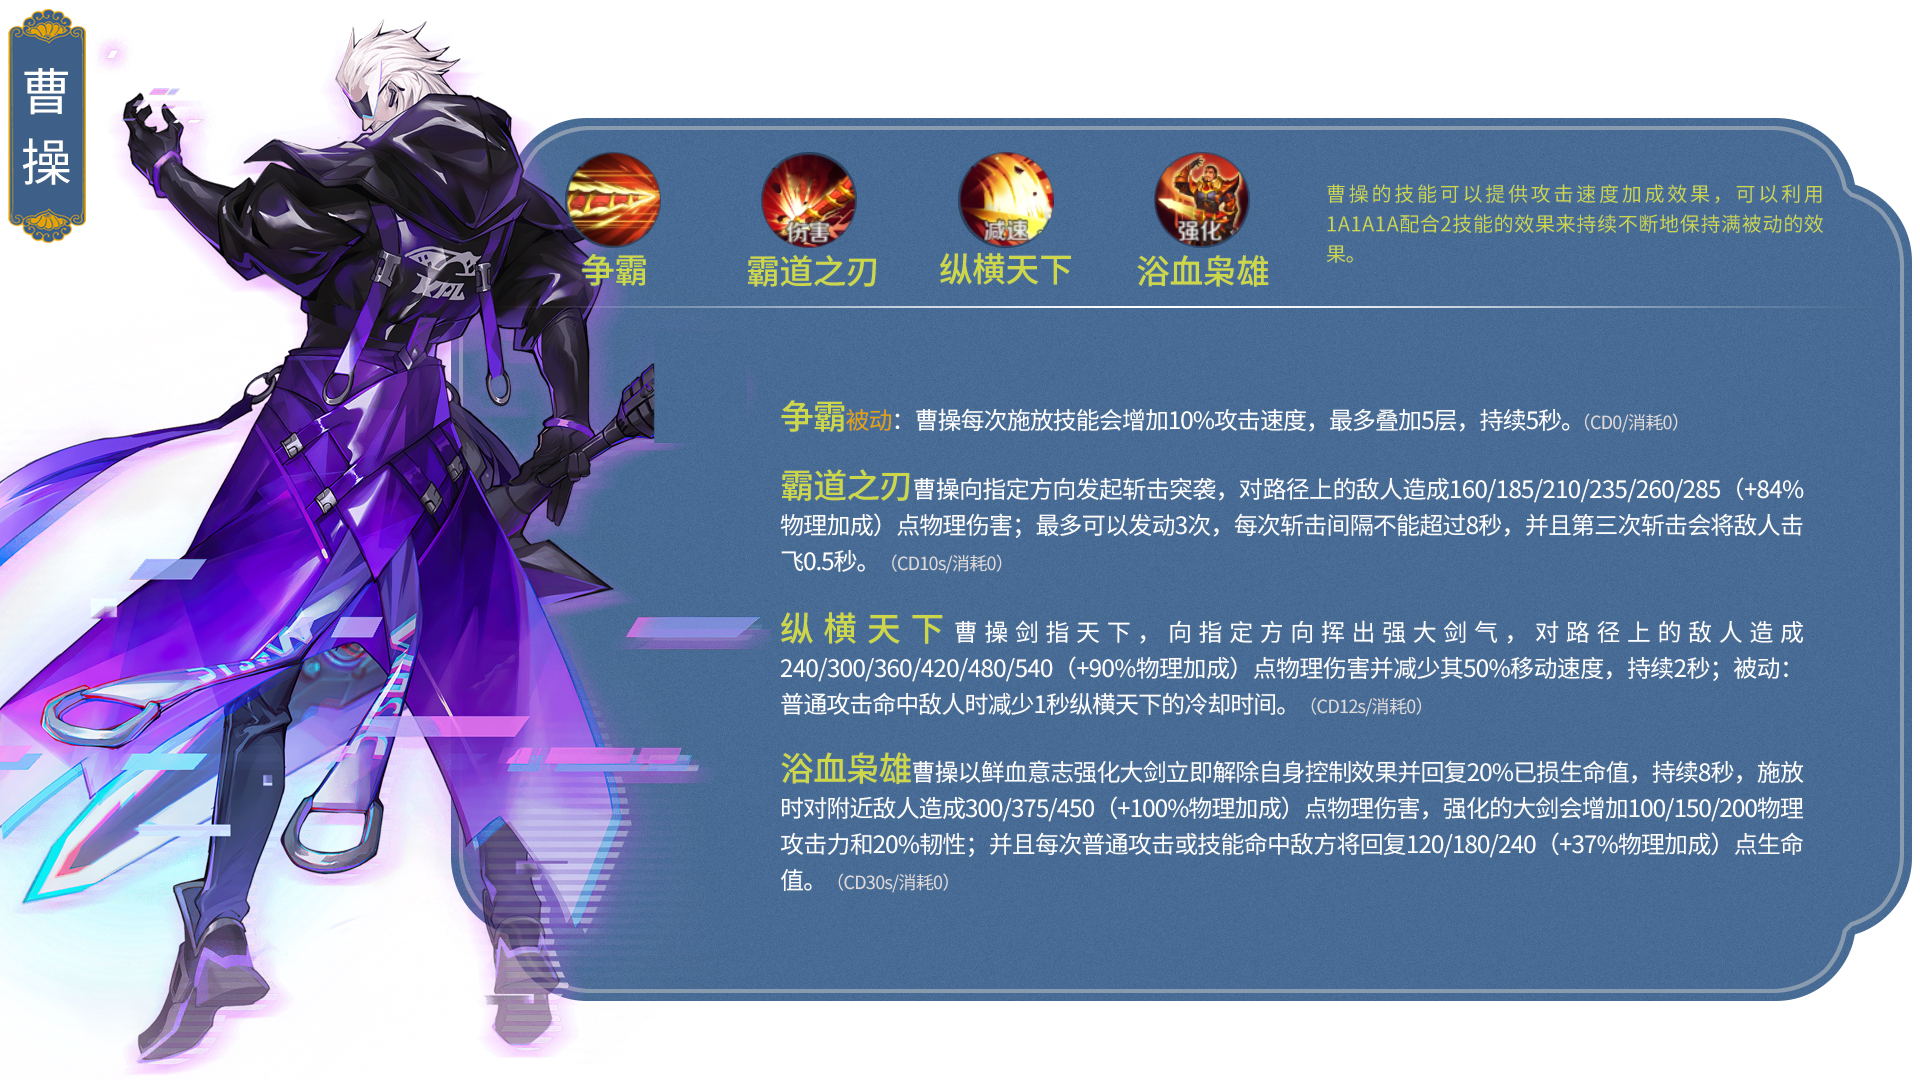 曹
操
伤害
减速
强化
争霸
霸道之刃
纵横天下
浴血枭雄
曹操的技能可以提供攻击速度加成效果，可以利用
1A1A1A配合2技能的效果来持续不断地保持满被动的效
果。
KPL
争霸被动：曹操每次施放技能会增加10%攻击速度，最多叠加5层，持续5秒。（CD0/消耗0）
霸道之刃曹操向指定方向发起斩击突袭，对路径上的敌人造成160/185/210/235/260/285（+84%
物理加成）点物理伤害；最多可以发动3次，每次斩击间隔不能超过8秒，并且第三次斩击会将敌人击
飞0.5秒。（CD10s/消耗0）
纵横天下曹操剑指天下，向指定方向挥出强大剑气，对路径上的敌人造成
240/300/360/420/480/540（+90%物理加成）点物理伤害并减少其50%移动速度，持续2秒；被动：
普通攻击命中敌人时减少1秒纵横天下的冷却时间。（CD12s/消耗0）
浴血枭雄曹操以鲜血意志强化大剑立即解除自身控制效果并回复20%已损生命值，持续8秒，施放
时对附近敌人造成300/375/450（+100%物理加成）点物理伤害，强化的大剑会增加100/150/200物理
攻击力和20%韧性；并且每次普通攻击或技能命中敌方将回复120/180/240（+37%物理加成）点生命
值。（CD30s/消耗0）